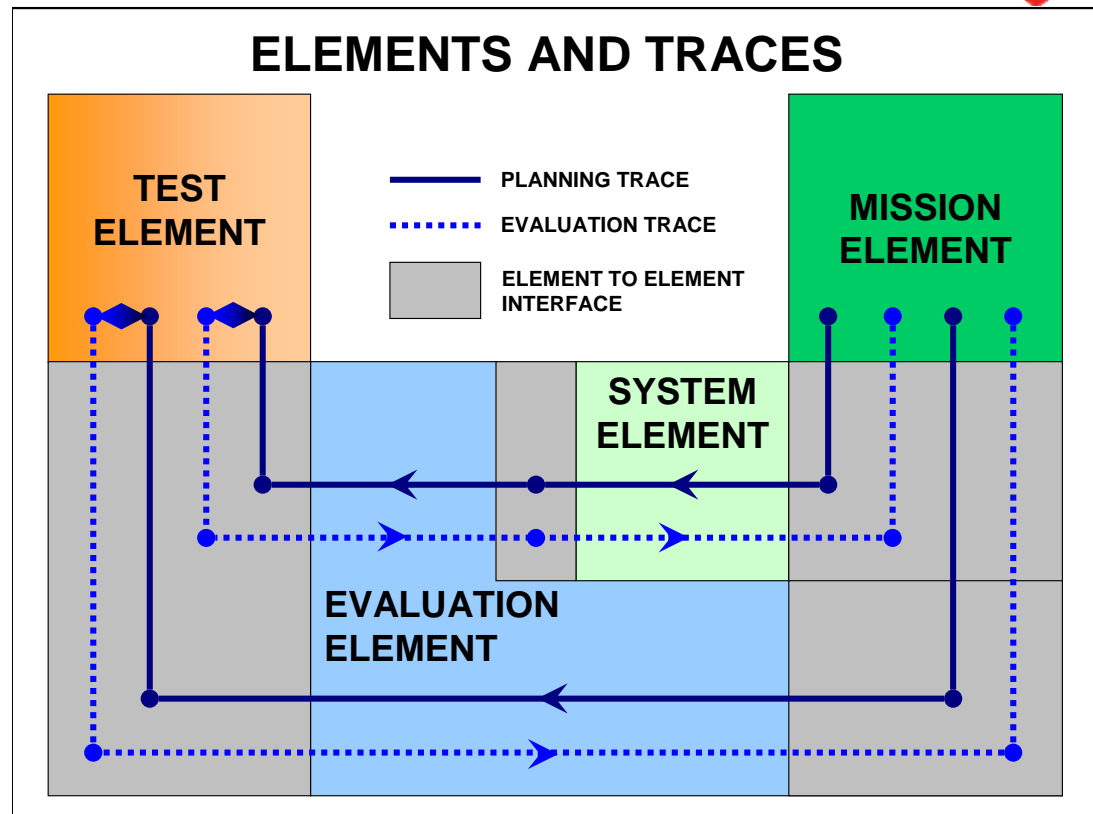 ELEMENTS AND TRACES
TEST
ELEMENT
PLANNING TRACE
EVALUATION TRACE
ELEMENT TO ELEMENT
INTERFACE
MISSION
ELEMENT
SYSTEM
ELEMENT
EVALUATION
ELEMENT